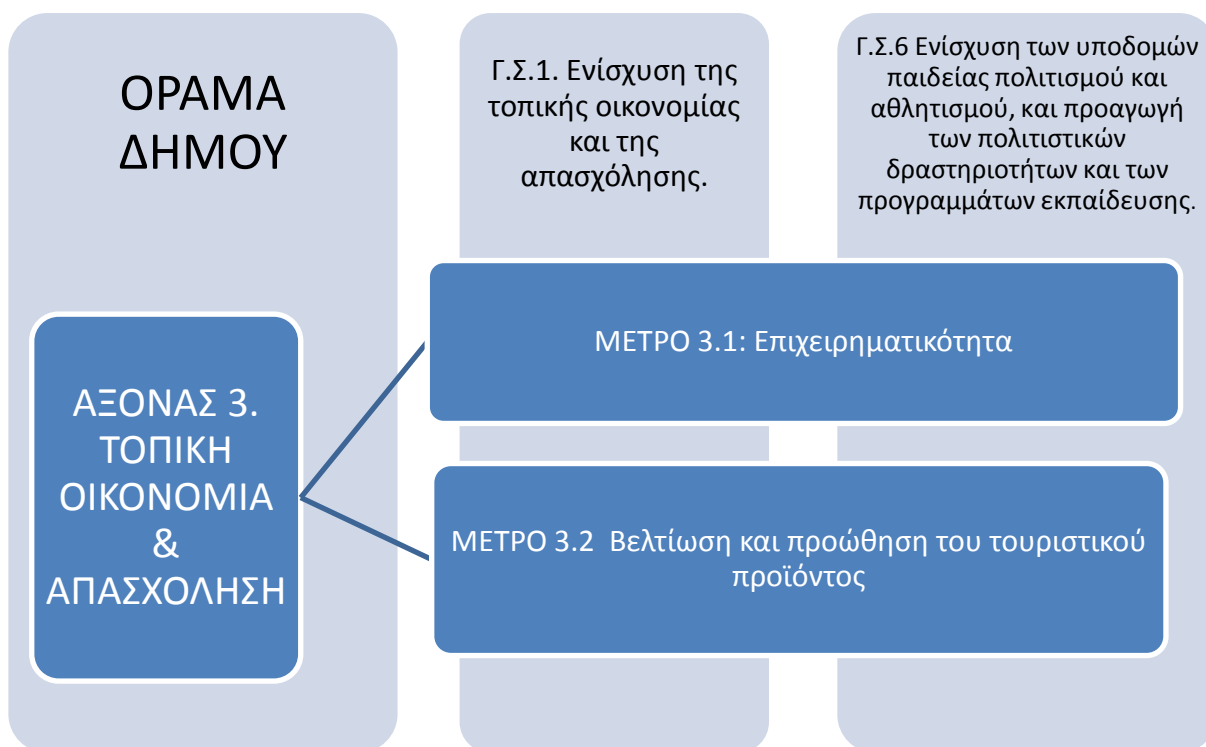 ΟΡΑΜΑ
ΔΗΜΟΥ
Γ.Σ.1. Ενίσχυση της
τοπικής οικονομίας
και της
απασχόλησης.
Γ.Σ.6 Ενίσχυση των υποδομών
παιδείας πολιτισμού και
αθλητισμού, και προαγωγή
των πολιτιστικών
δραστηριοτήτων και των
προγραμμάτων εκπαίδευσης.
ΑΞΟΝΑΣ 3.
ΤΟΠΙΚΗ
ΟΙΚΟΝΟΜΙΑ
&
ΑΠΑΣΧΟΛΗΣΗ
ΜΕΤΡΟ 3.1: Επιχειρηματικότητα
ΜΕΤΡΟ 3.2 Βελτίωση και προώθηση του τουριστικού
προϊόντος